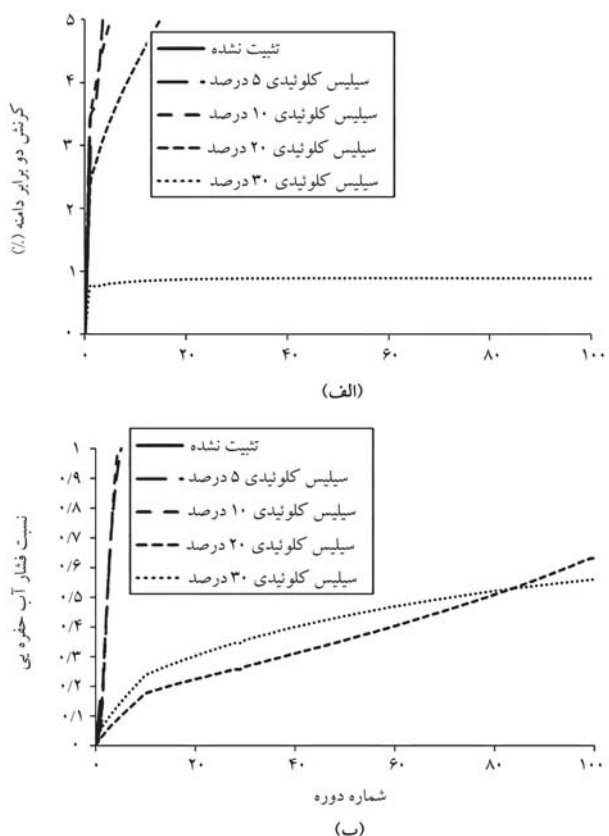 ۵
۴
۳
۲
۱
۰
کرنش دو برابر دامنه (٪)
تثبیت نشده
سیلیس کلوئیدی ۵ درصد
سیلیس کلوئیدی ۱۰ درصد
سیلیس کلوئیدی ۲۰ درصد
سیلیس کلوئیدی ۳۰ درصد
۰ ۲۰ ۴۰ ۶۰ ۸۰ ۱۰۰
(الف)
۱
۰/۹
۰/۸
۰/۷
۰/۶
۰/۵
۰/۴
۰/۳
۰/۲
۰/۱
۰
نسبت فشار آب حفره یی
تثبیت نشده
سیلیس کلوئیدی ۵ درصد
سیلیس کلوئیدی ۱۰ درصد
سیلیس کلوئیدی ۲۰ درصد
سیلیس کلوئیدی ۳۰ درصد
۰ ۲۰ ۴۰ ۶۰ ۸۰ ۱۰۰
شماره دوره
(ب)